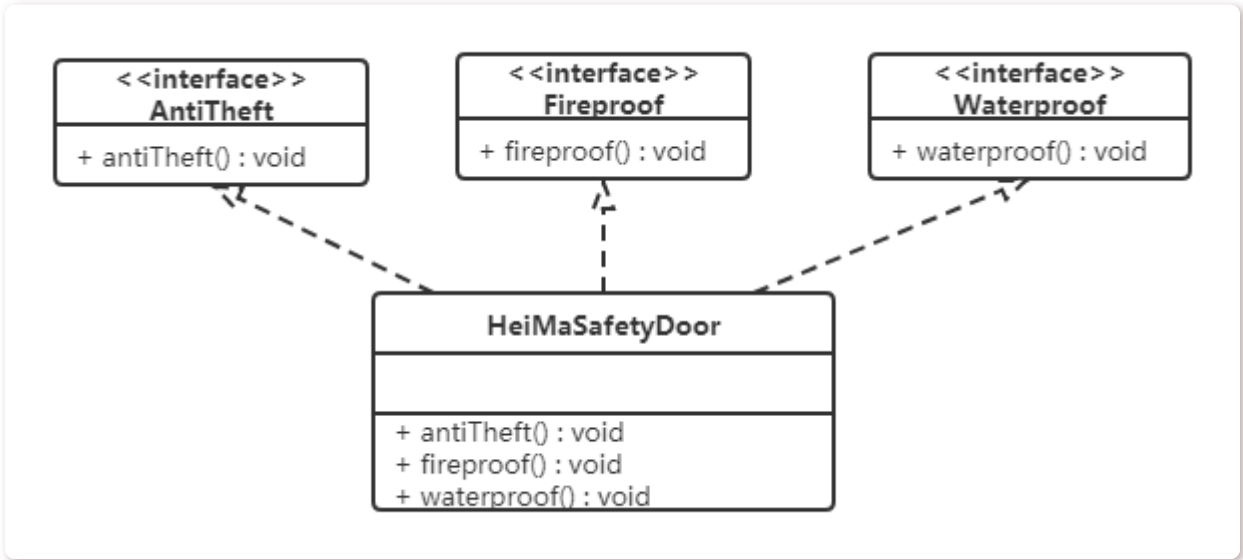 <<interface>>
AntiTheft
+ antiTheft() : void
<<interface>>
Fireproof
+ fireproof() : void
<<interface>>
Waterproof
+ waterproof() : void
HeiMaSafetyDoor
+ antiTheft() : void
+ fireproof() : void
+ waterproof() : void